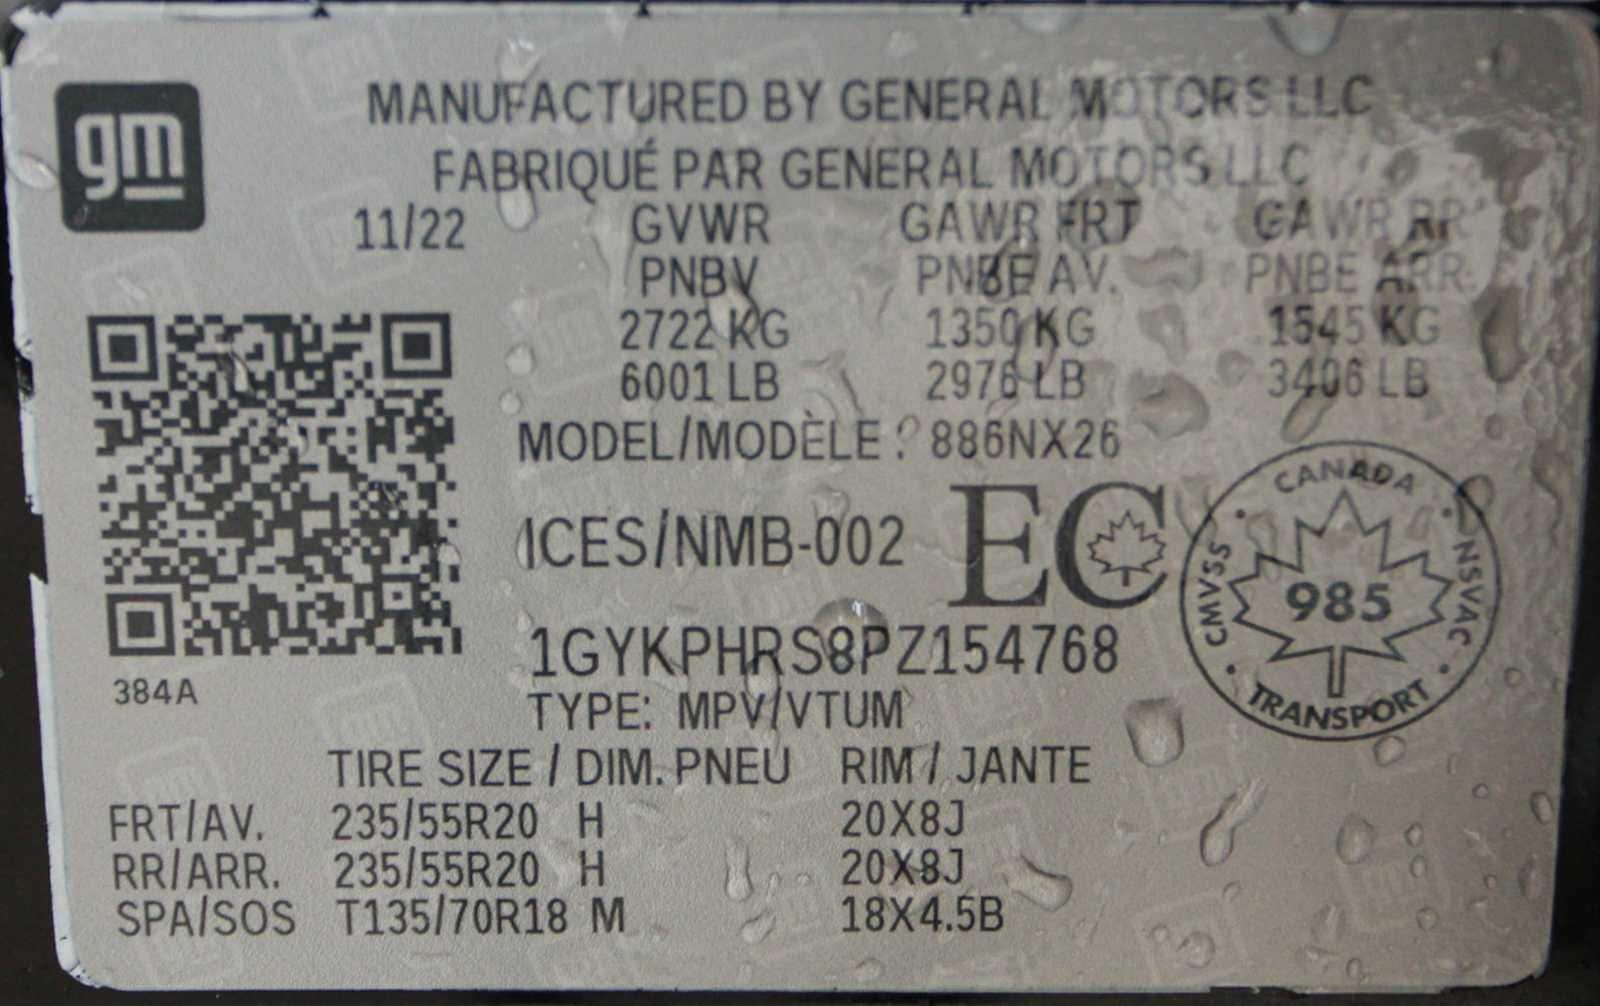 gm
MANUFACTURED BY GENERAL MOTORS LLC
FABRIQUÉ PAR GENERAL MOTORS LLC
11/22 GVWR GAWR FRT GAWR RR
PNBV PNBE AV. PNBE ARR.
2722 KG 1350 KG 1545 KG
6001 LB 2976 LB 3406 LB
MODEL/MODÈLE: 886NX26
ICES/NMB-002 EC
CANADA
CMVSS 985 NSVAC
TRANSPORT
1GYKPHRS8PZ154768
384A
TYPE: MPV/VTUM
TIRE SIZE / DIM. PNEU RIM / JANTE
FRT/AV. 235/55R20 H 20X8J
RR/ARR. 235/55R20 H 20X8J
SPA/SOS T135/70R18 M 18X4.5B